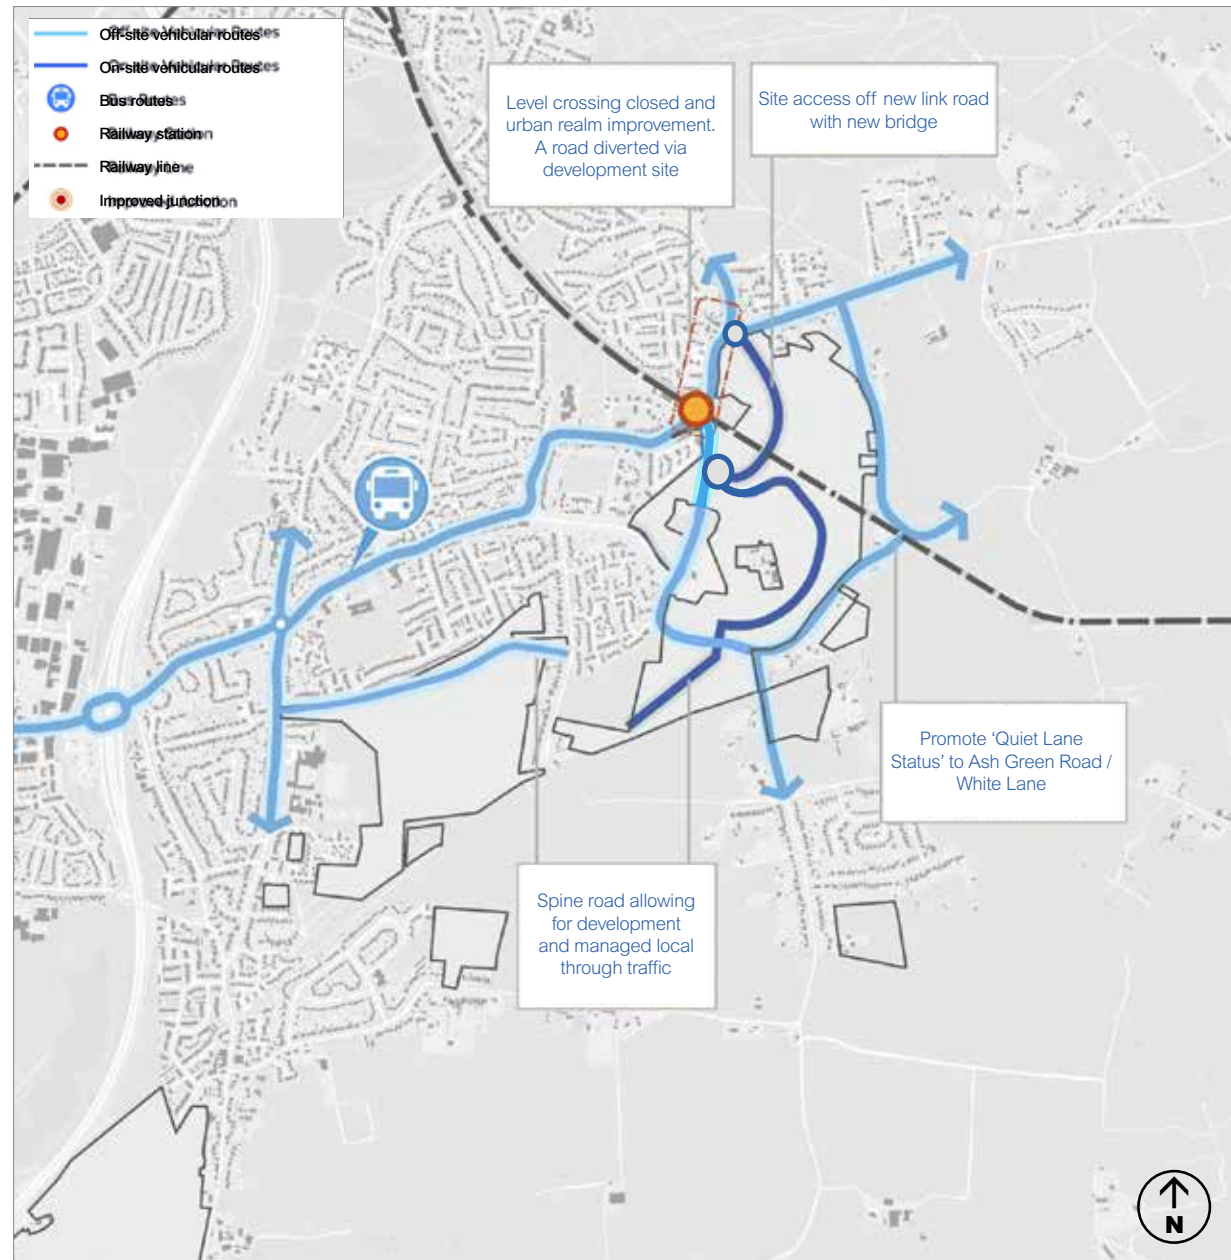 Off-site vehicular routes
On-site vehicular routes
Bus routes
Railway station
Railway line
Improved junction
Level crossing closed and
urban realm improvement.
A road diverted via
development site
Site access off new link road
with new bridge
Promote ‘Quiet Lane
Status’ to Ash Green Road /
White Lane
Spine road allowing
for development
and managed local
through traffic
N